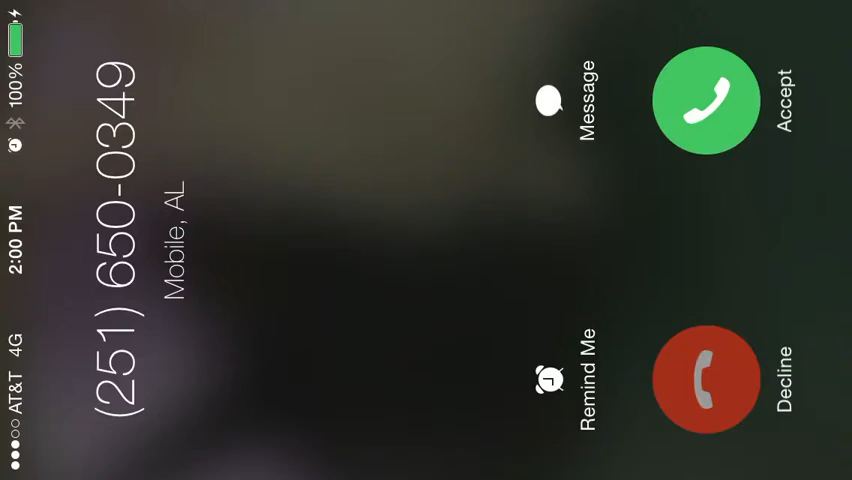 AT&T 4G 2:00 PM 100%
(251) 650-0349
Mobile, AL
Remind Me Message
Decline Accept